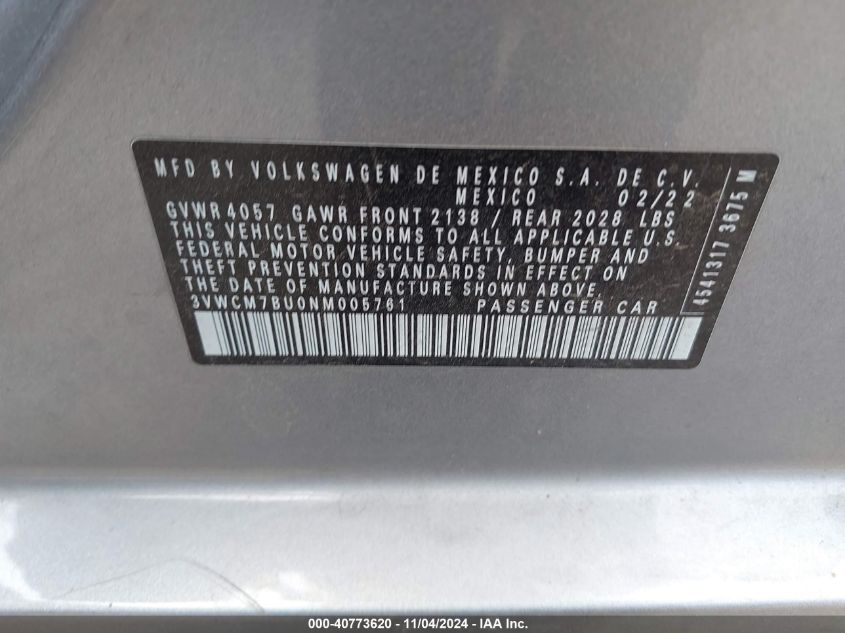 MFD BY VOLKSWAGEN DE MEXICO S.A. DE C.V.
MEXICO 02/22
GVWR 4057 GAWR FRONT 2138 / REAR 2028 LBS
THIS VEHICLE CONFORMS TO ALL APPLICABLE U.S.
FEDERAL MOTOR VEHICLE SAFETY, BUMPER AND
THEFT PREVENTION STANDARDS IN EFFECT ON
THE DATE OF MANUFACTURE SHOWN ABOVE.
3VWCM7BU0NM005761 PASSENGER CAR
4541317 3675 M
000-40773620 - 11/04/2024 - IAA Inc.